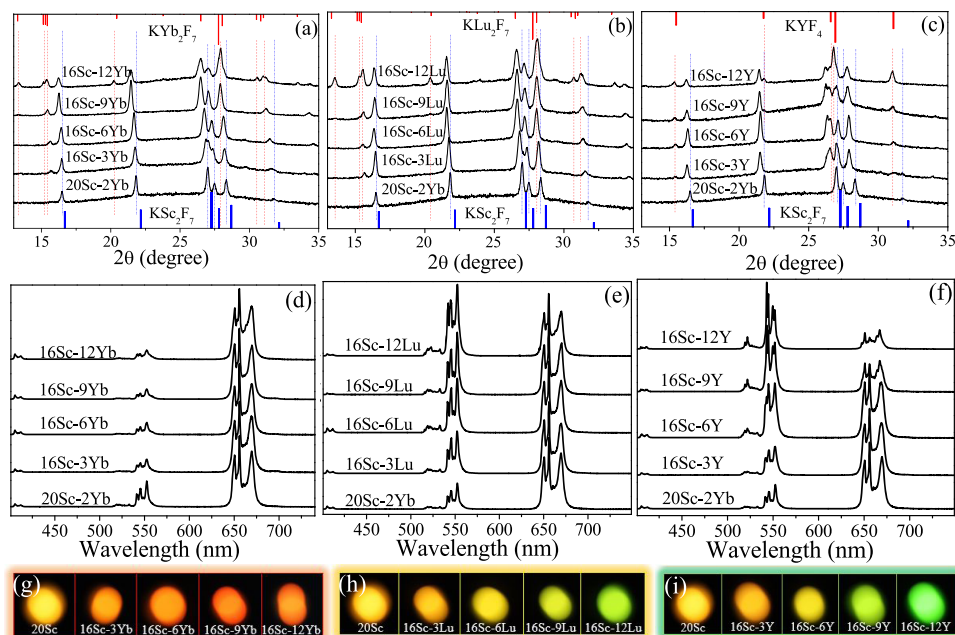 (a)
KYb₂F₇
16Sc-12Yb
16Sc-9Yb
16Sc-6Yb
16Sc-3Yb
20Sc-2Yb
KSc₂F₇
15 20 25 30 35
2θ (degree)
(b)
KLu₂F₇
16Sc-12Lu
16Sc-9Lu
16Sc-6Lu
16Sc-3Lu
20Sc-2Yb
KSc₂F₇
15 20 25 30 35
2θ (degree)
(c)
KYF₄
16Sc-12Y
16Sc-9Y
16Sc-6Y
16Sc-3Y
20Sc-2Yb
KSc₂F₇
15 20 25 30 35
2θ (degree)
(d)
16Sc-12Yb
16Sc-9Yb
16Sc-6Yb
16Sc-3Yb
20Sc-2Yb
450 500 550 600 650 700
Wavelength (nm)
(e)
16Sc-12Lu
16Sc-9Lu
16Sc-6Lu
16Sc-3Lu
20Sc-2Yb
450 500 550 600 650 700
Wavelength (nm)
(f)
16Sc-12Y
16Sc-9Y
16Sc-6Y
16Sc-3Y
20Sc-2Yb
450 500 550 600 650 700
Wavelength (nm)
(g)
20Sc 16Sc-3Yb 16Sc-6Yb 16Sc-9Yb 16Sc-12Yb
(h)
20Sc 16Sc-3Lu 16Sc-6Lu 16Sc-9Lu 16Sc-12Lu
(i)
20Sc 16Sc-3Y 16Sc-6Y 16Sc-9Y 16Sc-12Y